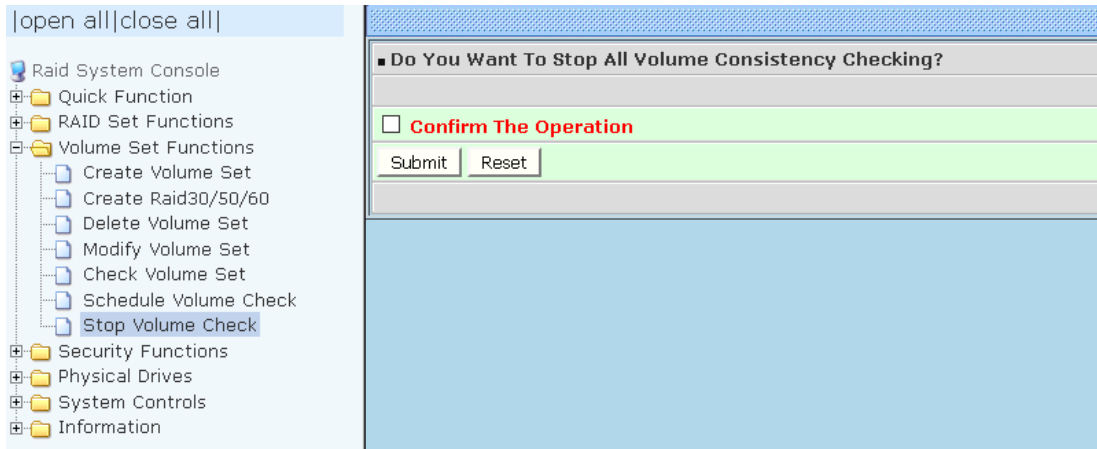 |open all|close all|
Raid System Console
Quick Function
RAID Set Functions
Volume Set Functions
Create Volume Set
Create Raid30/50/60
Delete Volume Set
Modify Volume Set
Check Volume Set
Schedule Volume Check
Stop Volume Check
Security Functions
Physical Drives
System Controls
Information
Do You Want To Stop All Volume Consistency Checking?
Confirm The Operation
Submit Reset